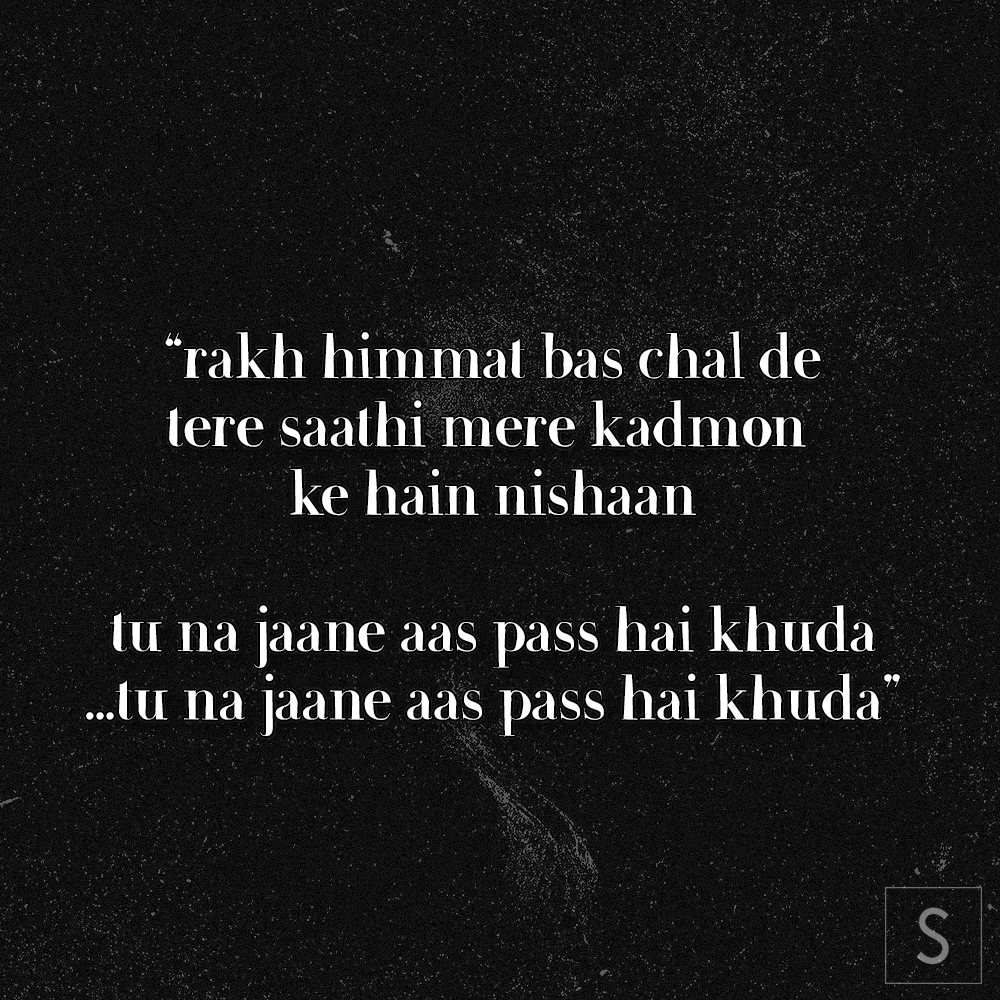 “rakh himmat bas chal de
tere saathi mere kadmon
ke hain nishaan
tu na jaane aas pass hai khuda
...tu na jaane aas pass hai khuda”
S